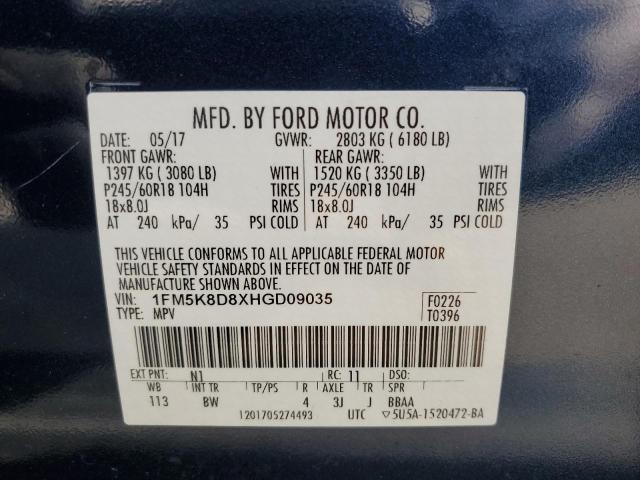 MFD. BY FORD MOTOR CO.
DATE: 05/17 GVWR: 2803 KG ( 6180 LB)
FRONT GAWR: REAR GAWR:
1397 KG ( 3080 LB) WITH 1520 KG ( 3350 LB) WITH
P245/60R18 104H TIRES P245/60R18 104H TIRES
18x8.0J RIMS 18x8.0J RIMS
AT 240 kPa/ 35 PSI COLD AT 240 kPa/ 35 PSI COLD
THIS VEHICLE CONFORMS TO ALL APPLICABLE FEDERAL MOTOR
VEHICLE SAFETY STANDARDS IN EFFECT ON THE DATE OF
MANUFACTURE SHOWN ABOVE.
VIN: 1FM5K8D8XHGD09035 F0226
TYPE: MPV T0396
EXT PNT: N1 RC: 11 DSO:
WB INT TR TP/PS R AXLE TR SPR
113 BW 4 3J J BBAA
1201705274493 UTC ▽5U5A-1520472-BA